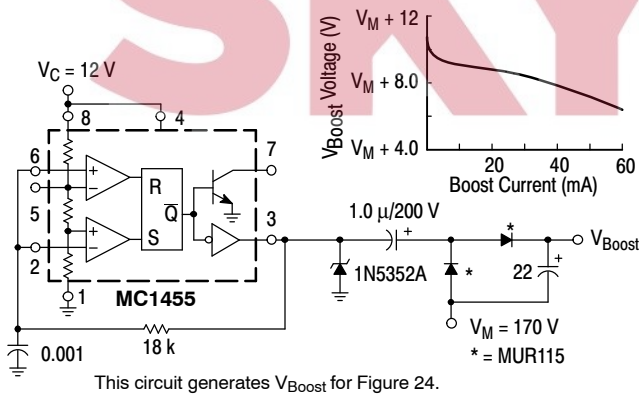 SKY
V_M + 12
V_M + 8.0
V_M + 4.0
V_Boost Voltage (V)
20
40
60
Boost Current (mA)
V_C = 12 V
8
4
6
5
2
7
3
1
R
Q̅
S
MC1455
18 k
0.001
1N5352A
1.0 µ/200 V
+
*
*
+
22
V_Boost
V_M = 170 V
* = MUR115
This circuit generates V_Boost for Figure 24.